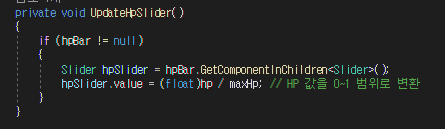 private void UpdateHpSlider()
{
if (hpBar != null)
{
Slider hpSlider = hpBar.GetComponentInChildren<Slider>();
hpSlider.value = (float)hp / maxHp; // HP 값을 0~1 범위로 변환
}
}